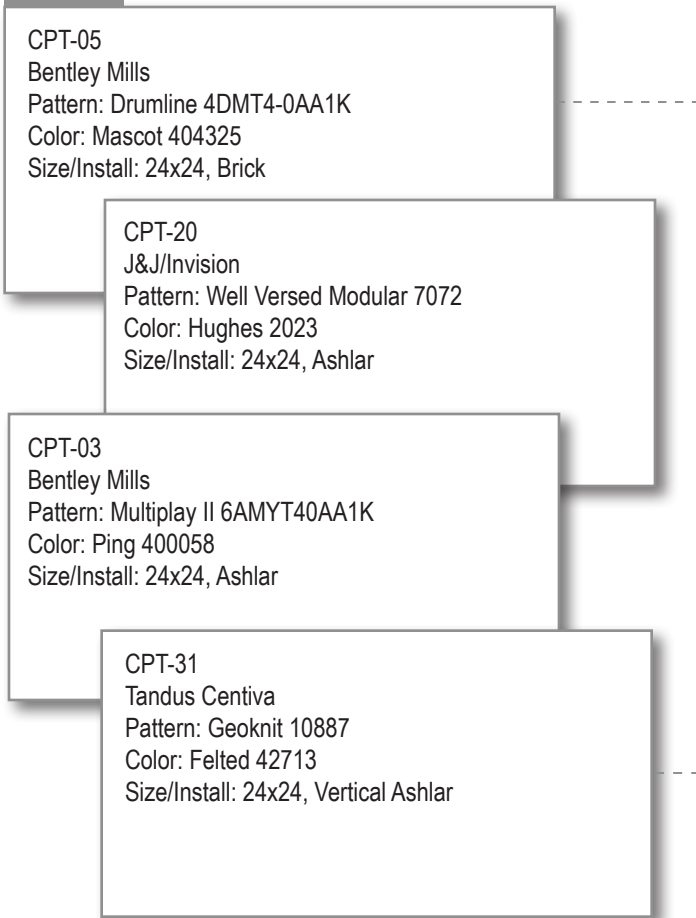 CPT-05
Bentley Mills
Pattern: Drumline 4DMT4-0AA1K
Color: Mascot 404325
Size/Install: 24x24, Brick
CPT-20
J&J/Invision
Pattern: Well Versed Modular 7072
Color: Hughes 2023
Size/Install: 24x24, Ashlar
CPT-03
Bentley Mills
Pattern: Multiplay II 6AMYT40AA1K
Color: Ping 400058
Size/Install: 24x24, Ashlar
CPT-31
Tandus Centiva
Pattern: Geoknit 10887
Color: Felted 42713
Size/Install: 24x24, Vertical Ashlar